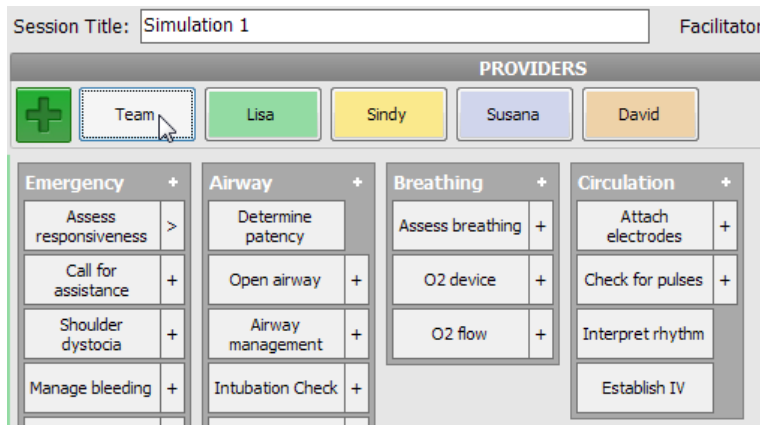 Session Title: Simulation 1 Facilitator
PROVIDERS
Team Lisa Sindy Susana David
Emergency + Airway + Breathing + Circulation +
Assess responsiveness > Determine patency Assess breathing + Attach electrodes +
Call for assistance + Open airway + O2 device + Check for pulses +
Shoulder dystocia + Airway management + O2 flow + Interpret rhythm
Manage bleeding + Intubation Check + Establish IV